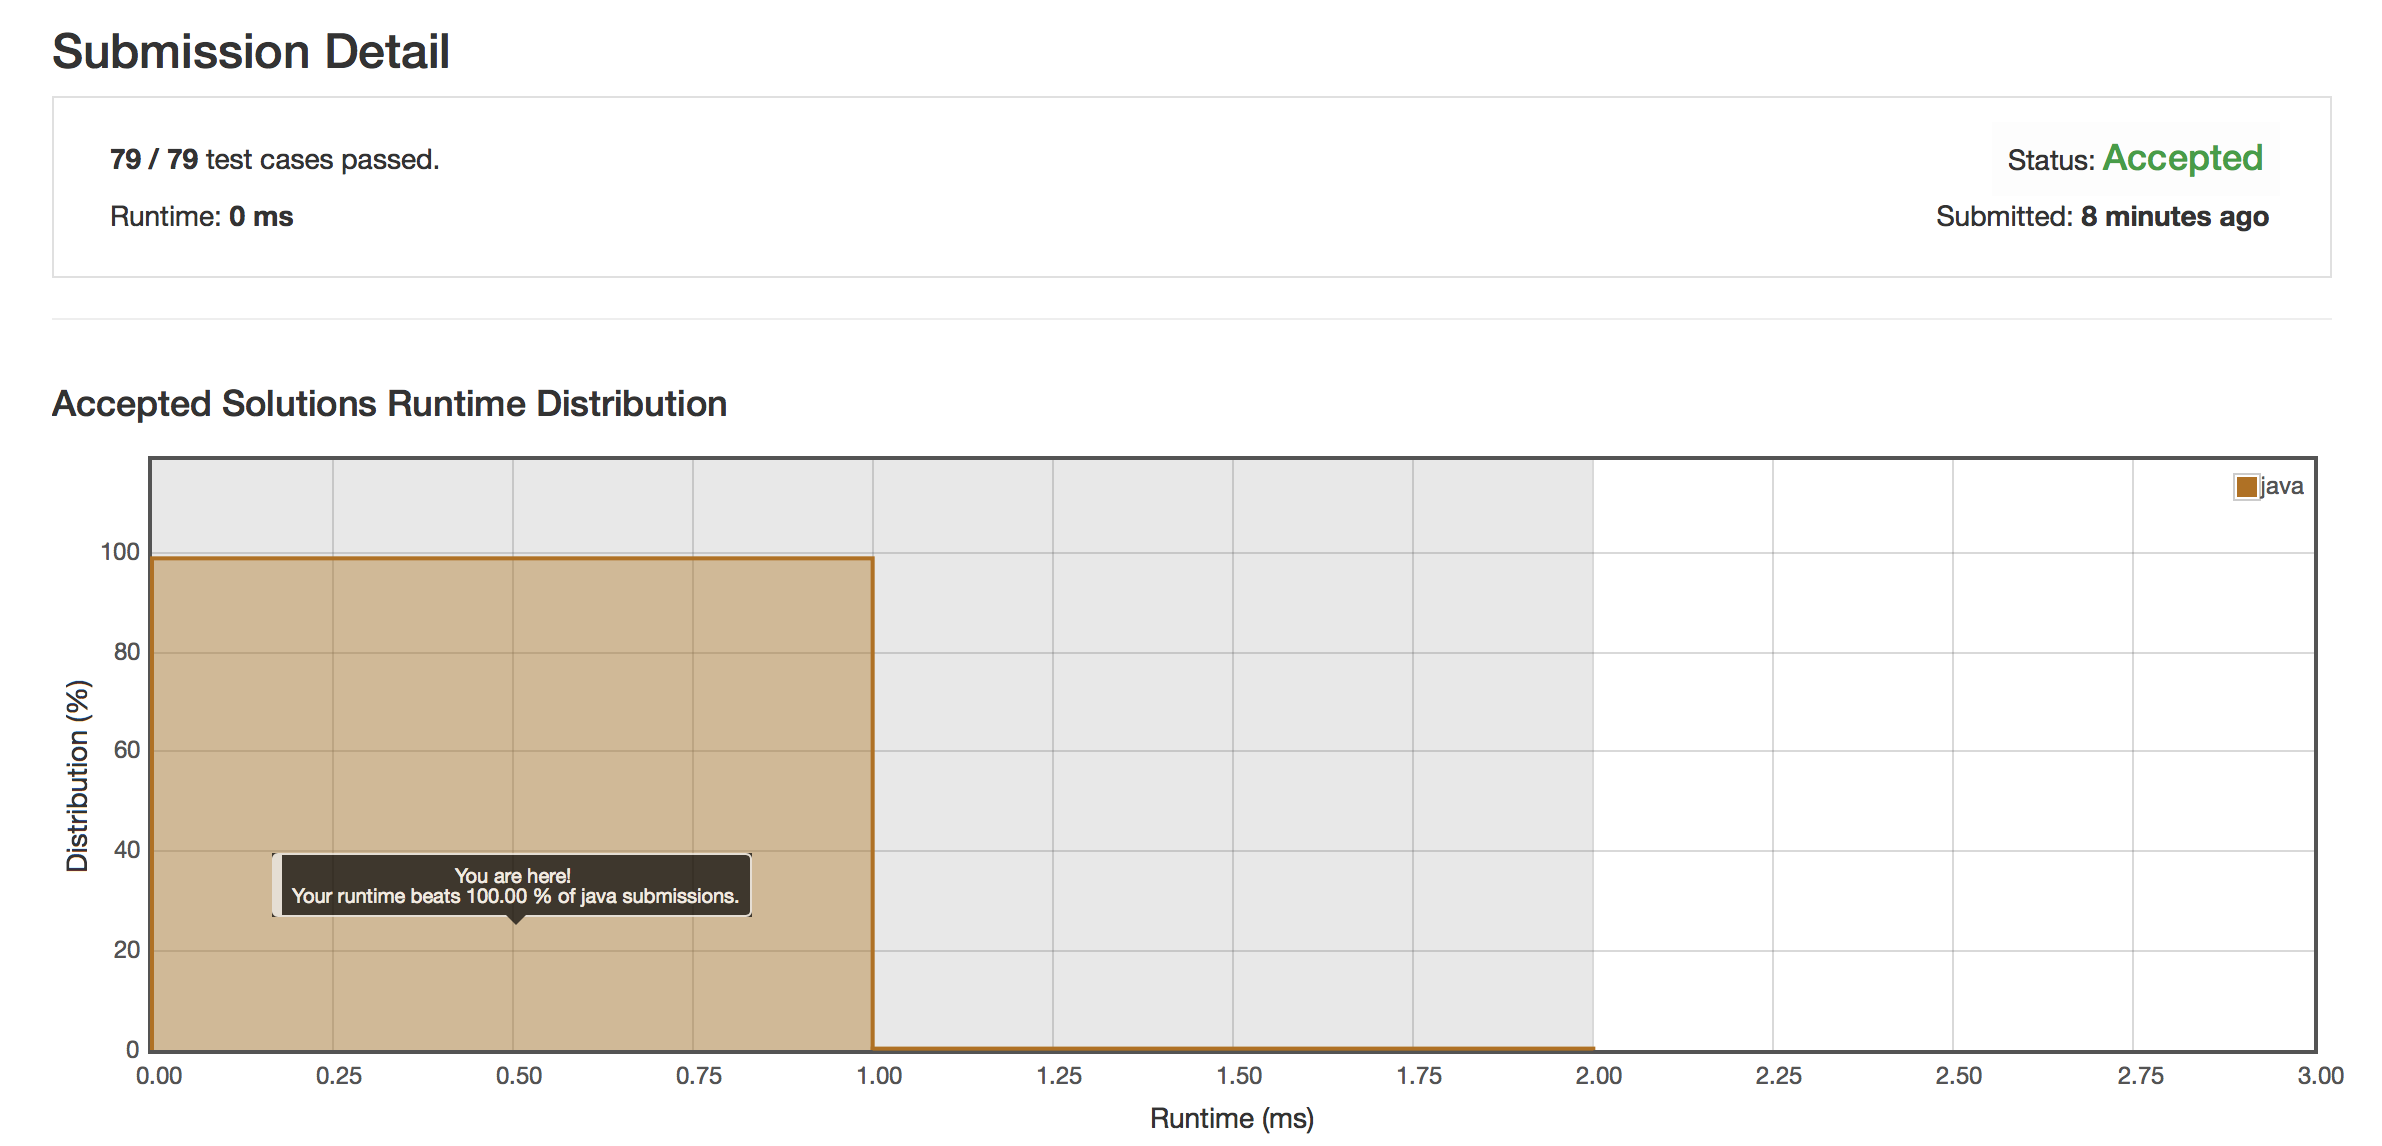 Submission Detail
79 / 79 test cases passed.
Status: Accepted
Runtime: 0 ms
Submitted: 8 minutes ago
Accepted Solutions Runtime Distribution
java
100
80
60
40
20
0
Distribution (%)
You are here!
Your runtime beats 100.00 % of java submissions.
0.00 0.25 0.50 0.75 1.00 1.25 1.50 1.75 2.00 2.25 2.50 2.75 3.00
Runtime (ms)